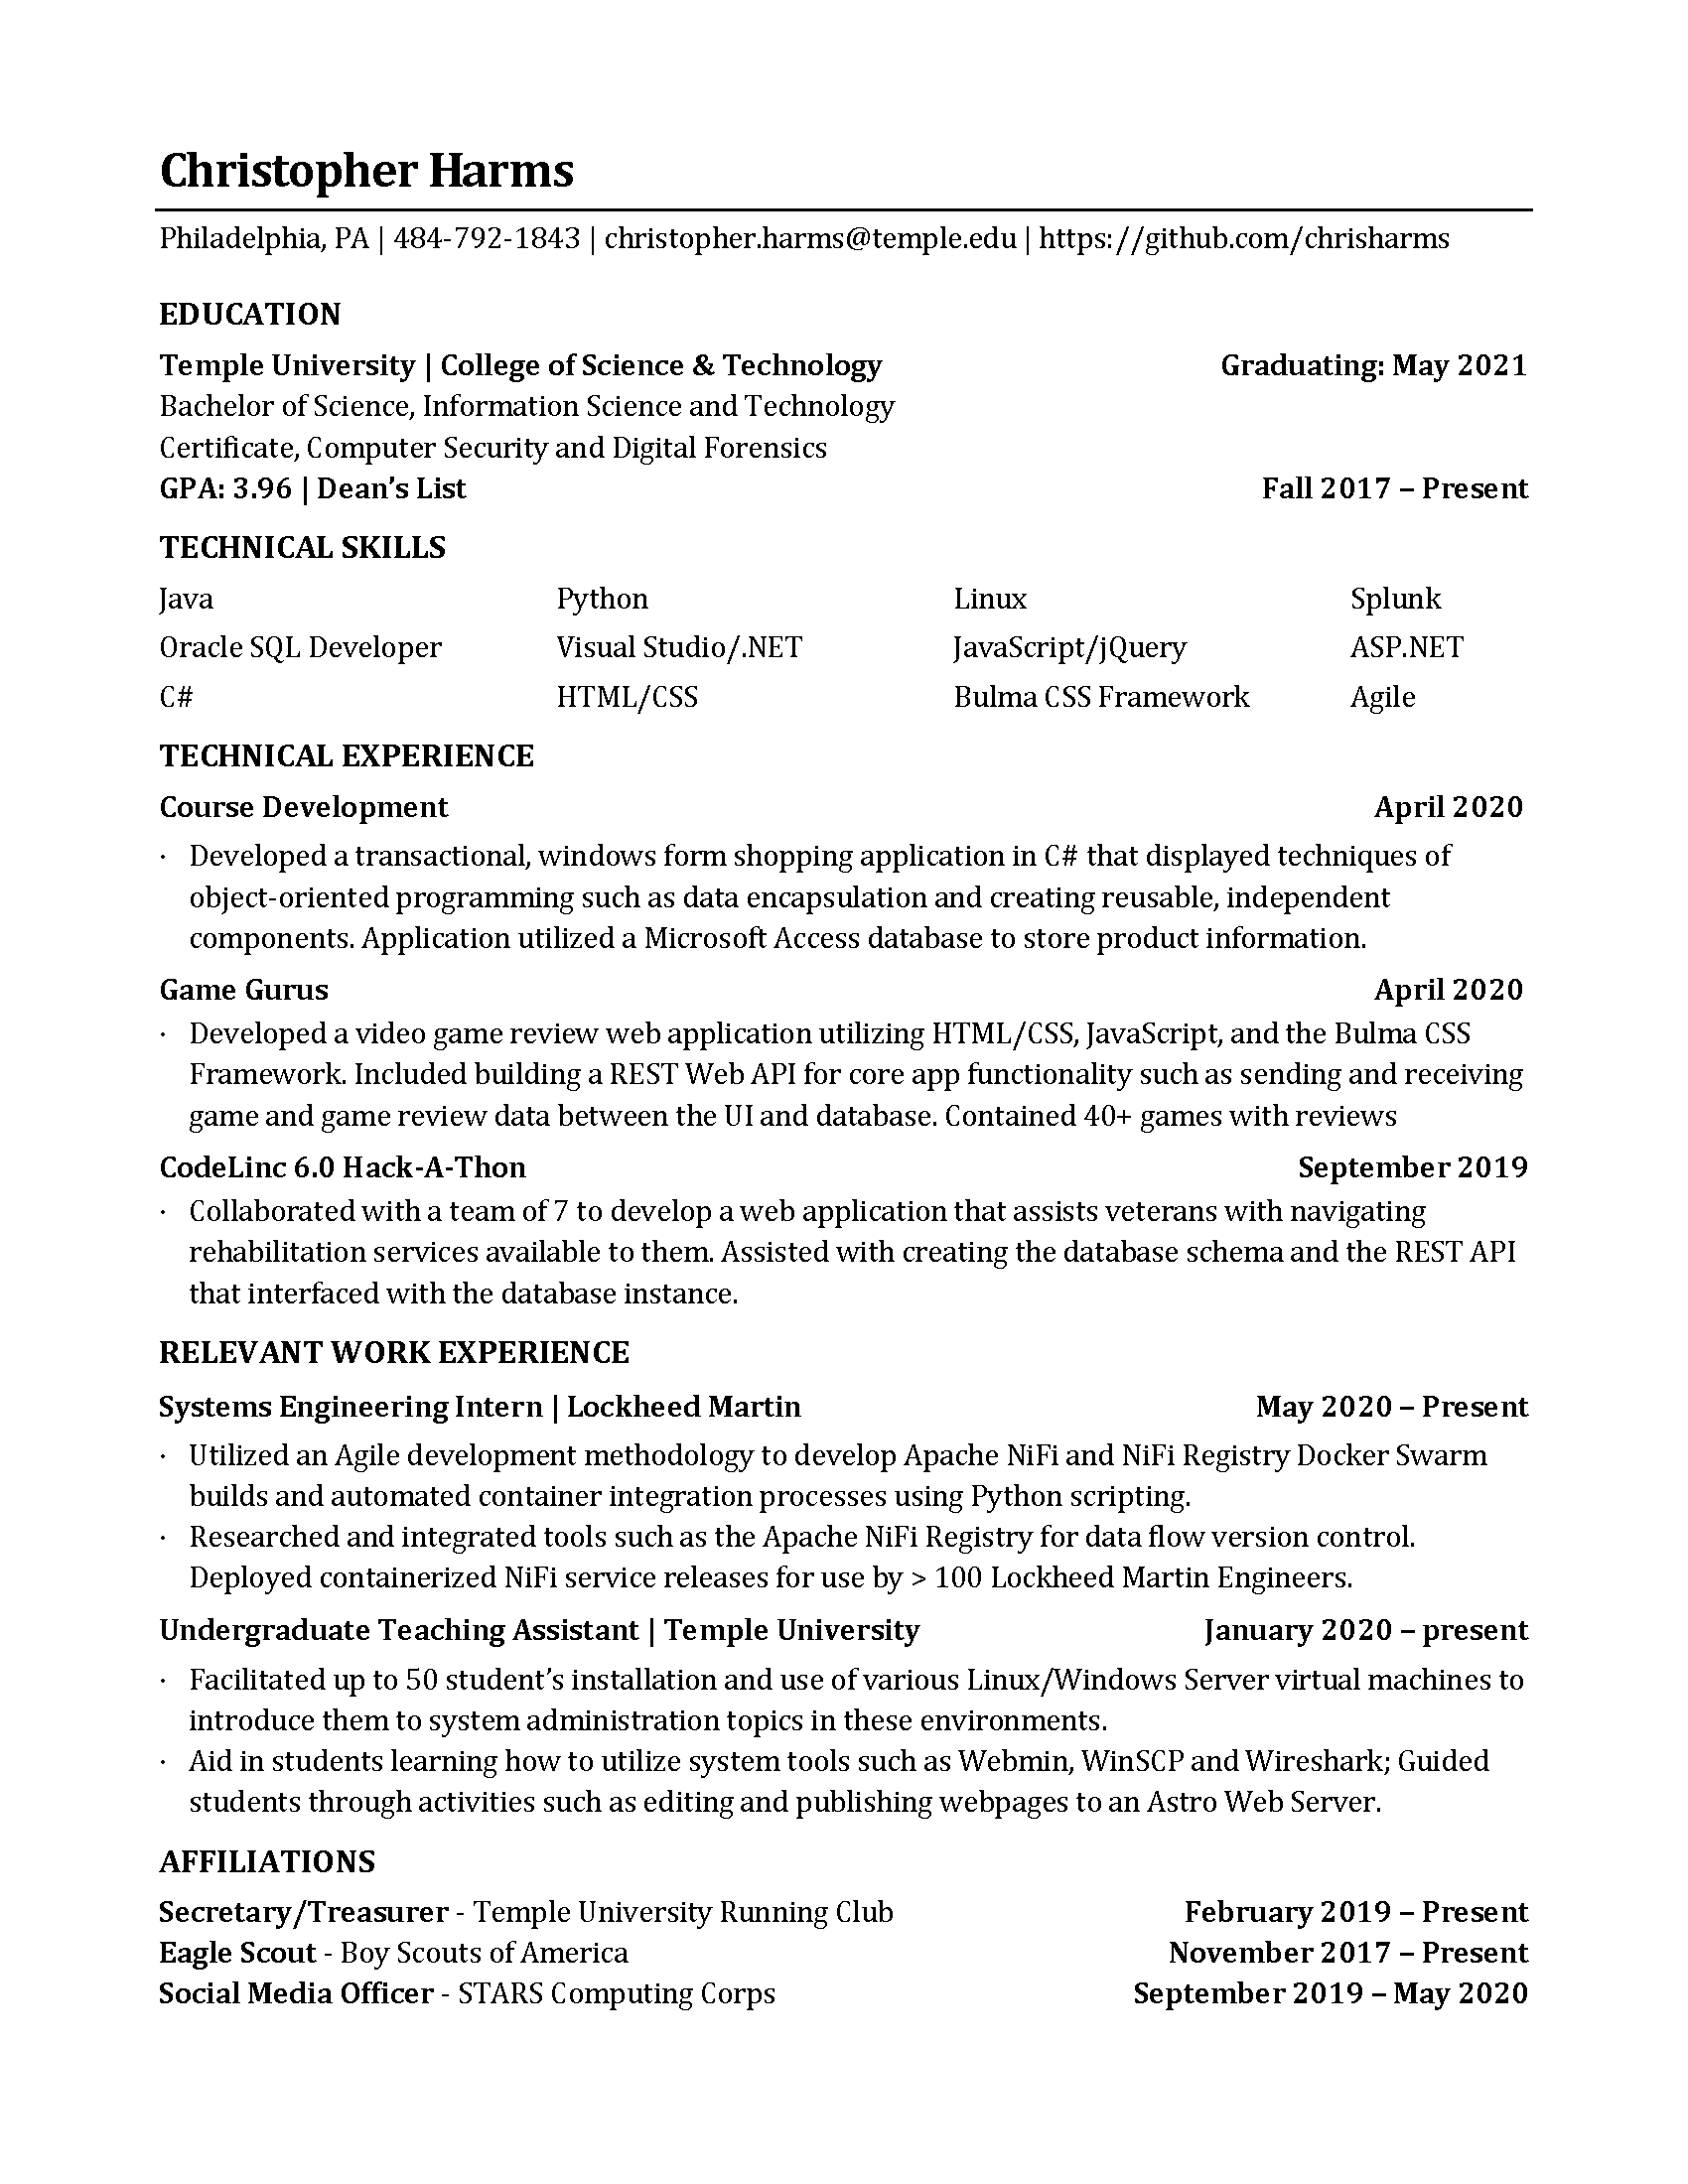 Christopher Harms
Philadelphia, PA | 484-792-1843 | christopher.harms@temple.edu | https://github.com/chrisharms
EDUCATION
Temple University | College of Science & Technology Graduating: May 2021
Bachelor of Science, Information Science and Technology
Certificate, Computer Security and Digital Forensics
GPA: 3.96 | Dean’s List Fall 2017 – Present
TECHNICAL SKILLS
Java Python Linux Splunk
Oracle SQL Developer Visual Studio/.NET JavaScript/jQuery ASP.NET
C# HTML/CSS Bulma CSS Framework Agile
TECHNICAL EXPERIENCE
Course Development April 2020
· Developed a transactional, windows form shopping application in C# that displayed techniques of
object-oriented programming such as data encapsulation and creating reusable, independent
components. Application utilized a Microsoft Access database to store product information.
Game Gurus April 2020
· Developed a video game review web application utilizing HTML/CSS, JavaScript, and the Bulma CSS
Framework. Included building a REST Web API for core app functionality such as sending and receiving
game and game review data between the UI and database. Contained 40+ games with reviews
CodeLinc 6.0 Hack-A-Thon September 2019
· Collaborated with a team of 7 to develop a web application that assists veterans with navigating
rehabilitation services available to them. Assisted with creating the database schema and the REST API
that interfaced with the database instance.
RELEVANT WORK EXPERIENCE
Systems Engineering Intern | Lockheed Martin May 2020 – Present
· Utilized an Agile development methodology to develop Apache NiFi and NiFi Registry Docker Swarm
builds and automated container integration processes using Python scripting.
· Researched and integrated tools such as the Apache NiFi Registry for data flow version control.
Deployed containerized NiFi service releases for use by > 100 Lockheed Martin Engineers.
Undergraduate Teaching Assistant | Temple University January 2020 – present
· Facilitated up to 50 student’s installation and use of various Linux/Windows Server virtual machines to
introduce them to system administration topics in these environments.
· Aid in students learning how to utilize system tools such as Webmin, WinSCP and Wireshark; Guided
students through activities such as editing and publishing webpages to an Astro Web Server.
AFFILIATIONS
Secretary/Treasurer - Temple University Running Club February 2019 – Present
Eagle Scout - Boy Scouts of America November 2017 – Present
Social Media Officer - STARS Computing Corps September 2019 – May 2020